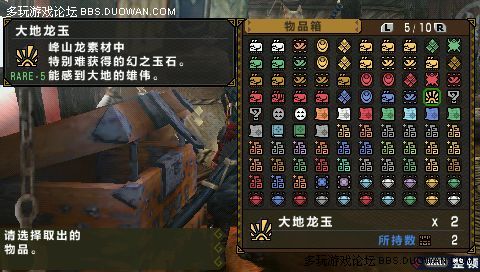 多玩游戏论坛 BBS.DUOWAN.COM
大地龙玉
峰山龙素材中
特别难获得的幻之玉石。
RARE-5 能感到大地的雄伟。
物品箱
L 5/10 R
大地龙玉 x 2
所持数 2
请选择取出的
物品。
整顿
多玩游戏论坛 BBS.DUOWAN.COM